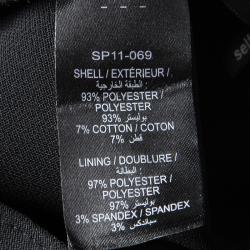 SP11-069
SHELL / EXTÉRIEUR /
الطبقة الخارجية :
93% POLYESTER /
POLYESTER
93% بوليستر
7% COTTON / COTON
7% قطن
LINING / DOUBLURE /
البطانة :
97% POLYESTER /
POLYESTER
97% بوليستر
3% SPANDEX / SPANDEX
3% سباندكس